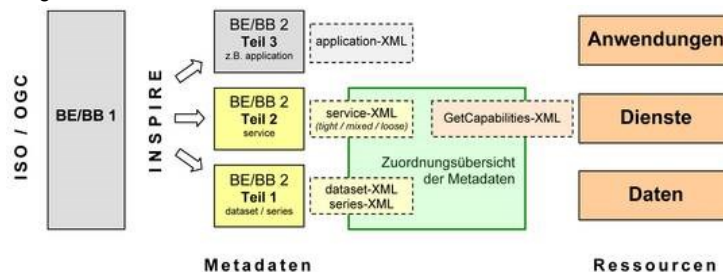 ISO / OGC
BE/BB 1
INSPIRE
BE/BB 2
Teil 3
z.B. application
application-XML
Anwendungen
BE/BB 2
Teil 2
service
service-XML
(tight / mixed / loose)
GetCapabilities-XML
Dienste
Zuordnungsübersicht
der Metadaten
BE/BB 2
Teil 1
dataset / series
dataset-XML
series-XML
Daten
Metadaten
Ressourcen